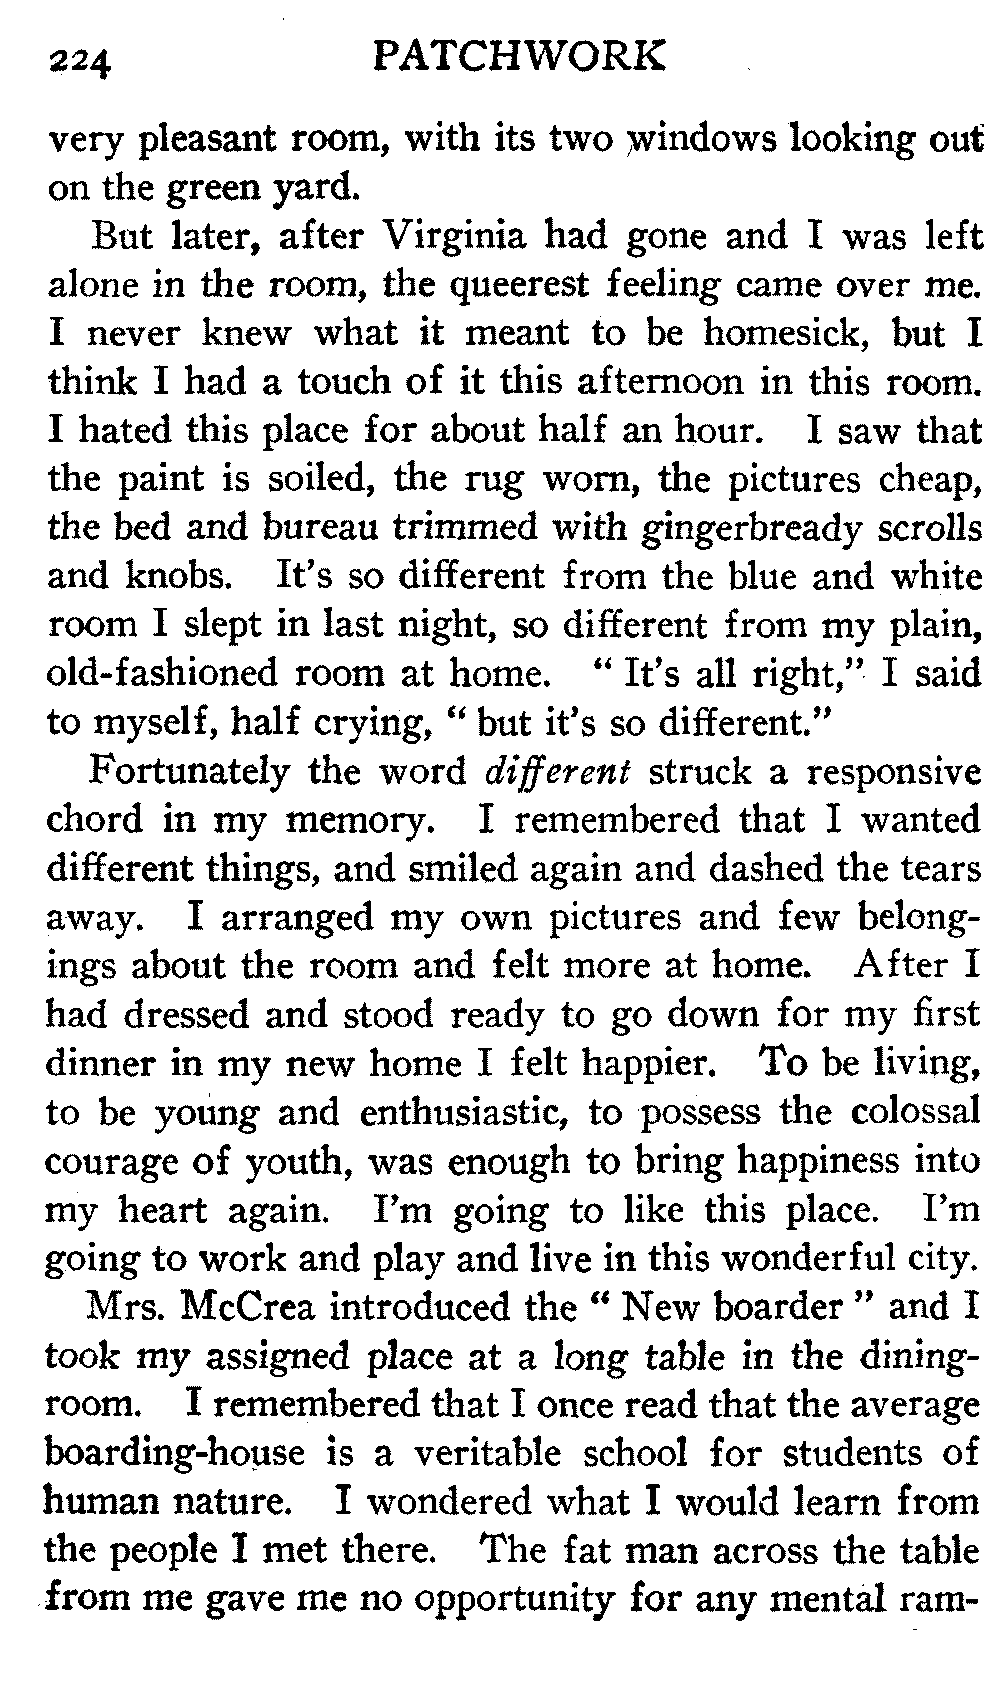 224 PATCHWORK
very pleasant room, with its two windows looking out
on the green yard.
But later, after Virginia had gone and I was left
alone in the room, the queerest feeling came over me.
I never knew what it meant to be homesick, but I
think I had a touch of it this afternoon in this room.
I hated this place for about half an hour. I saw that
the paint is soiled, the rug worn, the pictures cheap,
the bed and bureau trimmed with gingerbready scrolls
and knobs. It's so different from the blue and white
room I slept in last night, so different from my plain,
old-fashioned room at home. " It's all right," I said
to myself, half crying, " but it's so different."
Fortunately the word different struck a responsive
chord in my memory. I remembered that I wanted
different things, and smiled again and dashed the tears
away. I arranged my own pictures and few belong-
ings about the room and felt more at home. After I
had dressed and stood ready to go down for my first
dinner in my new home I felt happier. To be living,
to be young and enthusiastic, to possess the colossal
courage of youth, was enough to bring happiness into
my heart again. I'm going to like this place. I'm
going to work and play and live in this wonderful city.
Mrs. McCrea introduced the " New boarder " and I
took my assigned place at a long table in the dining-
room. I remembered that I once read that the average
boarding-house is a veritable school for students of
human nature. I wondered what I would learn from
the people I met there. The fat man across the table
from me gave me no opportunity for any mental ram-